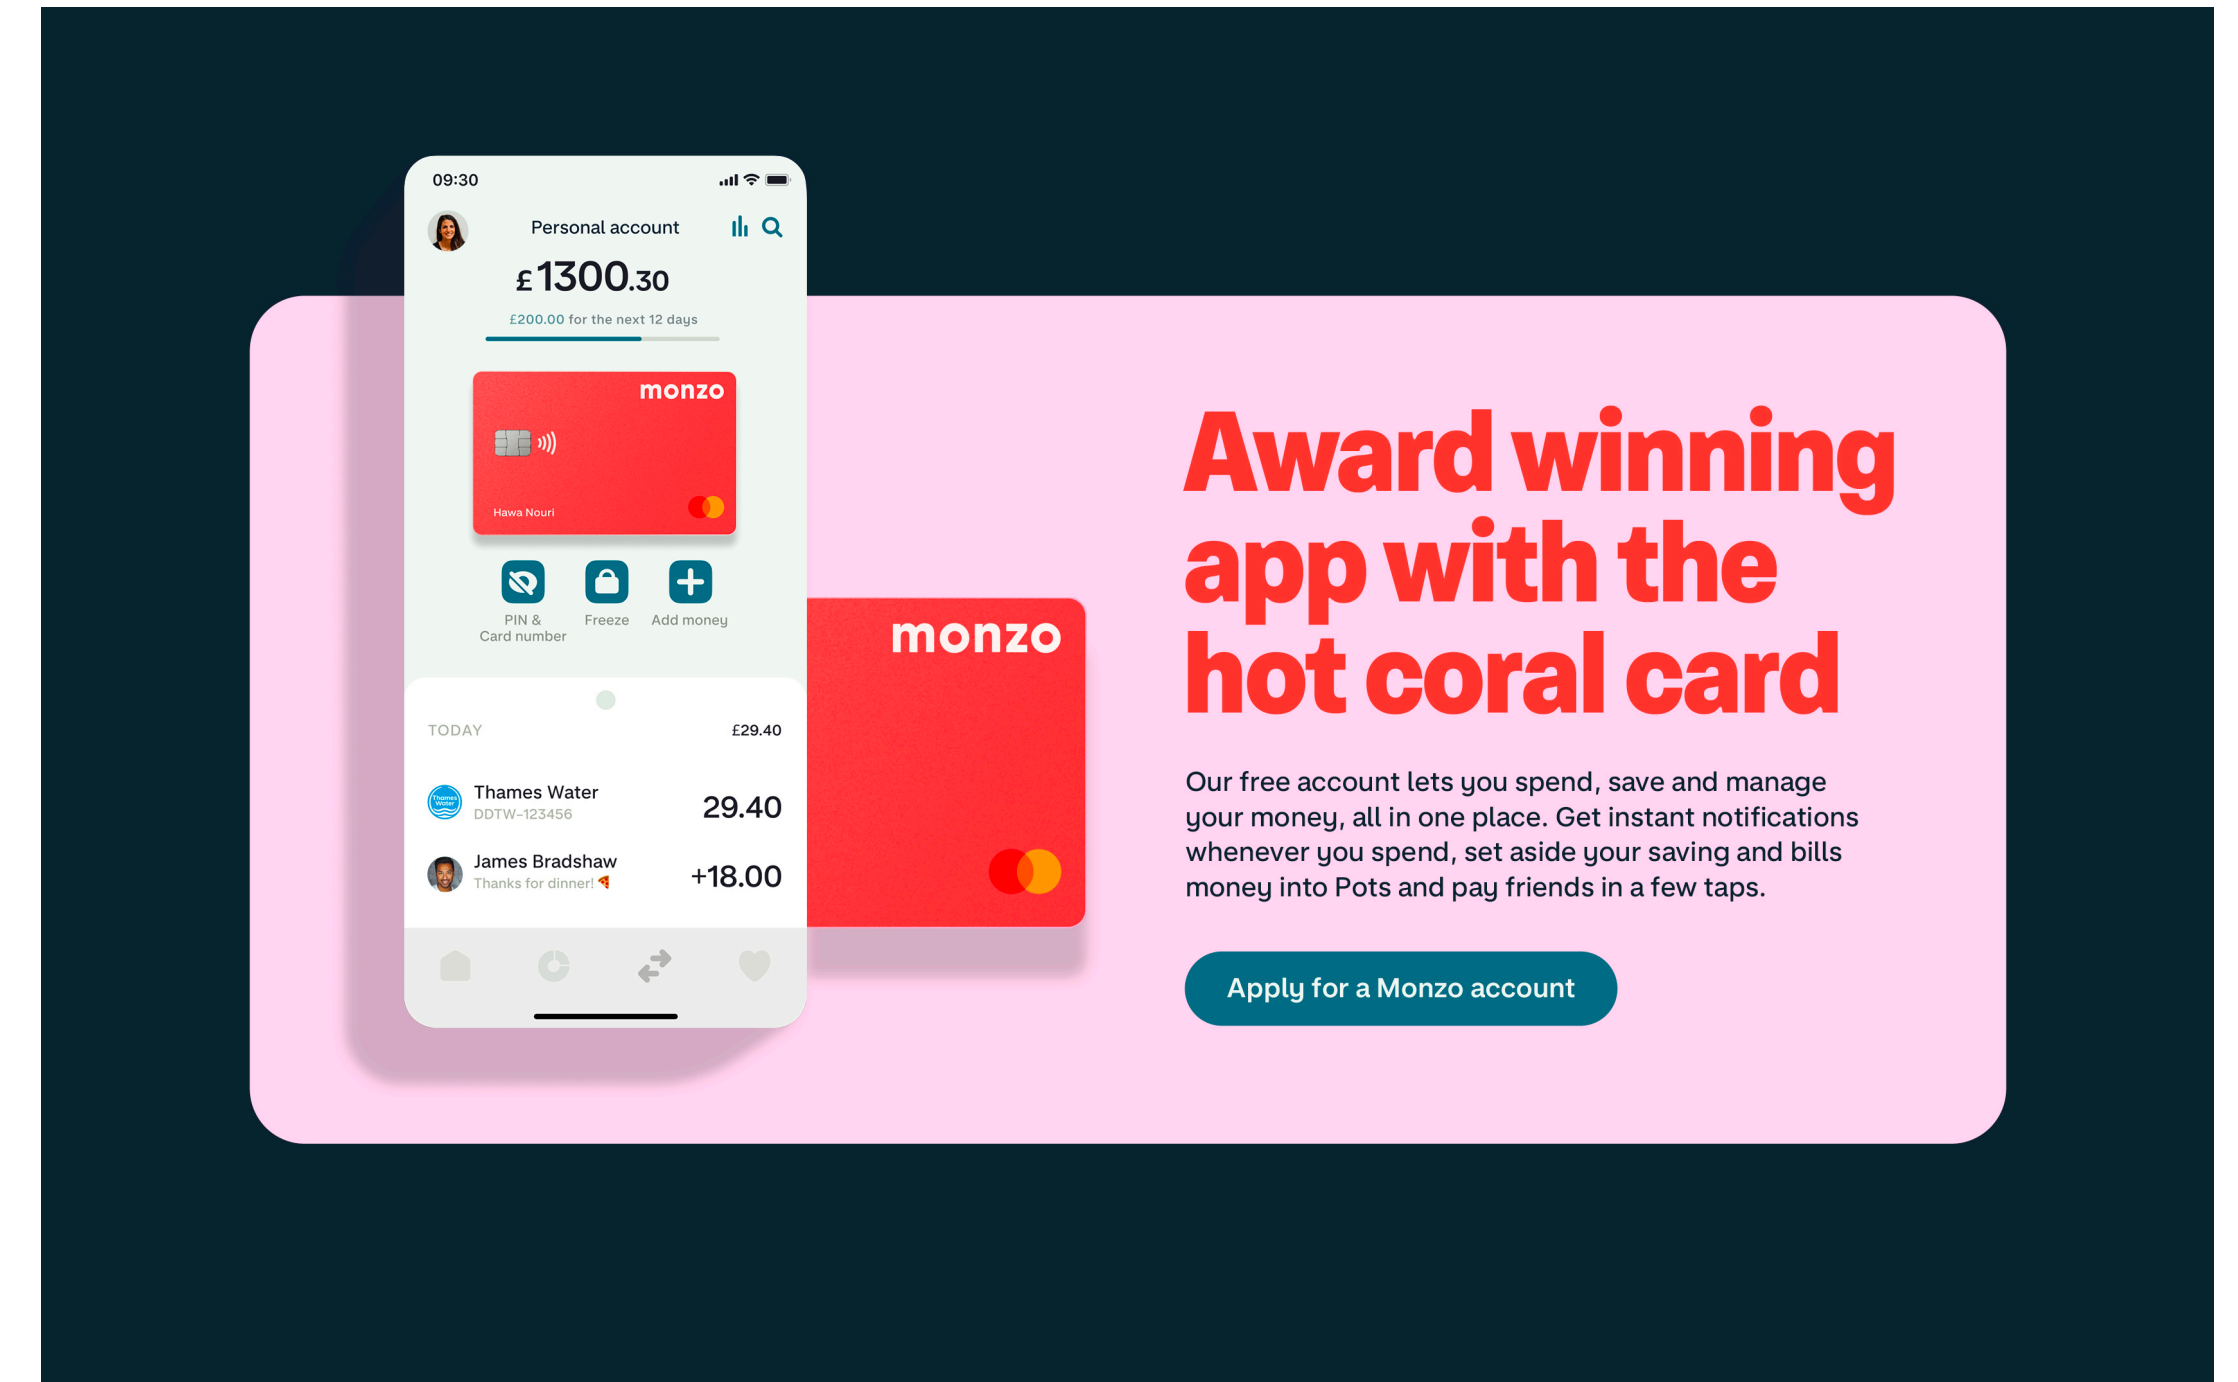 09:30
Personal account
£1300.30
£200.00 for the next 12 days
monzo
Hawa Nouri
PIN &
Card number
Freeze
Add money
TODAY
£29.40
Thames
Water
Thames Water
DDTW-123456
29.40
James Bradshaw
Thanks for dinner! 🍕
+18.00
monzo
Award winning
app with the
hot coral card
Our free account lets you spend, save and manage
your money, all in one place. Get instant notifications
whenever you spend, set aside your saving and bills
money into Pots and pay friends in a few taps.
Apply for a Monzo account